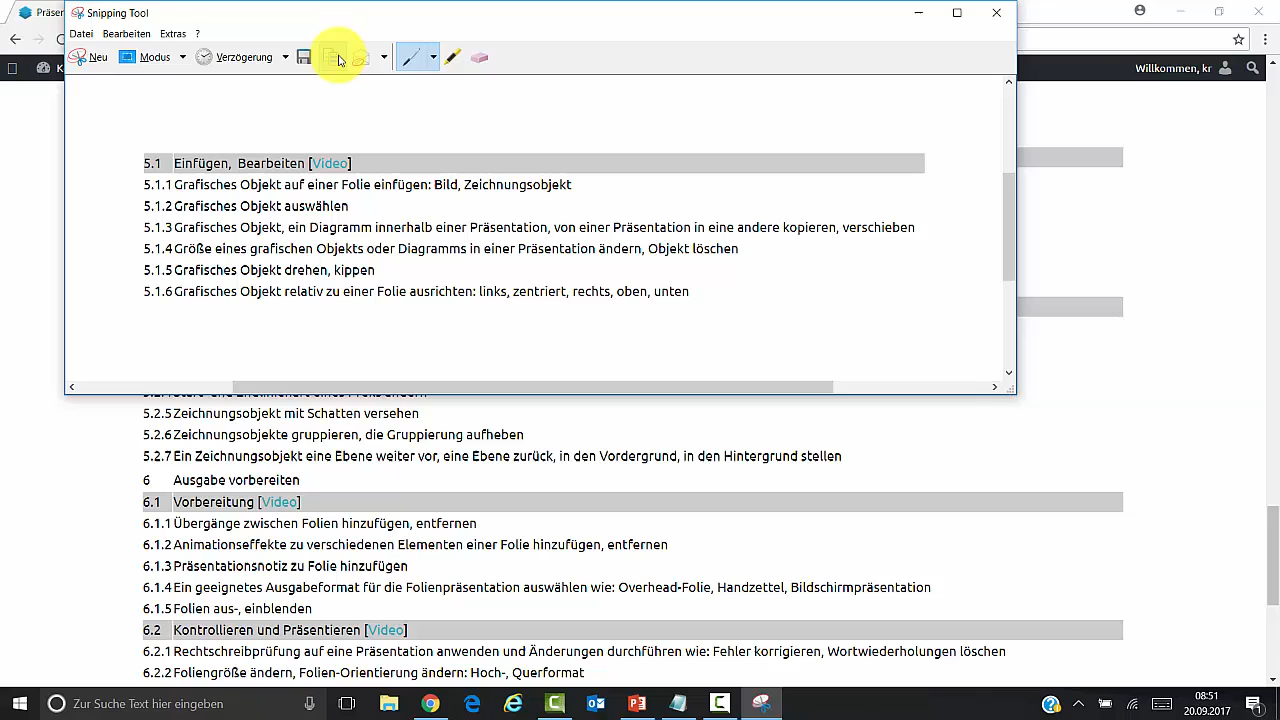 Präser
Snipping Tool
Datei Bearbeiten Extras ?
Neu Modus Verzögerung
Willkommen, kr
5.1 Einfügen, Bearbeiten [Video]
5.1.1 Grafisches Objekt auf einer Folie einfügen: Bild, Zeichnungsobjekt
5.1.2 Grafisches Objekt auswählen
5.1.3 Grafisches Objekt, ein Diagramm innerhalb einer Präsentation, von einer Präsentation in eine andere kopieren, verschieben
5.1.4 Größe eines grafischen Objekts oder Diagramms in einer Präsentation ändern, Objekt löschen
5.1.5 Grafisches Objekt drehen, kippen
5.1.6 Grafisches Objekt relativ zu einer Folie ausrichten: links, zentriert, rechts, oben, unten
5.2.5 Zeichnungsobjekt mit Schatten versehen
5.2.6 Zeichnungsobjekte gruppieren, die Gruppierung aufheben
5.2.7 Ein Zeichnungsobjekt eine Ebene weiter vor, eine Ebene zurück, in den Vordergrund, in den Hintergrund stellen
6 Ausgabe vorbereiten
6.1 Vorbereitung [Video]
6.1.1 Übergänge zwischen Folien hinzufügen, entfernen
6.1.2 Animationseffekte zu verschiedenen Elementen einer Folie hinzufügen, entfernen
6.1.3 Präsentationsnotiz zu Folie hinzufügen
6.1.4 Ein geeignetes Ausgabeformat für die Folienpräsentation auswählen wie: Overhead-Folie, Handzettel, Bildschirmpräsentation
6.1.5 Folien aus-, einblenden
6.2 Kontrollieren und Präsentieren [Video]
6.2.1 Rechtschreibprüfung auf eine Präsentation anwenden und Änderungen durchführen wie: Fehler korrigieren, Wortwiederholungen löschen
6.2.2 Foliengröße ändern, Folien-Orientierung ändern: Hoch-, Querformat
Zur Suche Text hier eingeben
08:51
20.09.2017